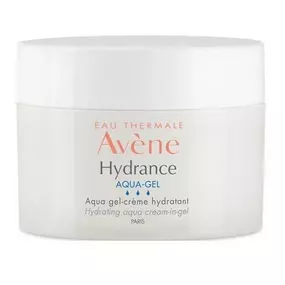 EAU THERMALE
Avène
Hydrance
AQUA-GEL
Aqua gel-crème hydratant
Hydrating aqua cream-in-gel
PARIS